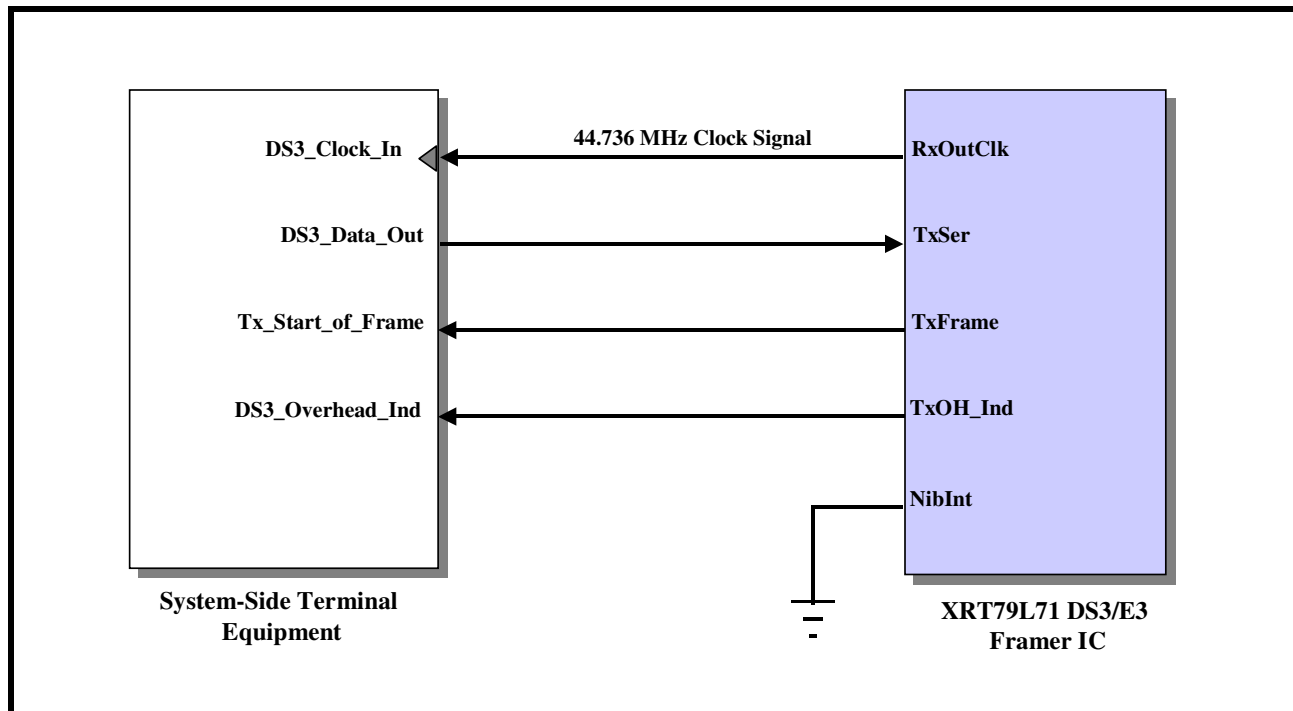 44.736 MHz Clock Signal
DS3_Clock_In
RxOutClk
DS3_Data_Out
TxSer
Tx_Start_of_Frame
TxFrame
DS3_Overhead_Ind
TxOH_Ind
NibInt
System-Side Terminal
Equipment
XRT79L71 DS3/E3
Framer IC